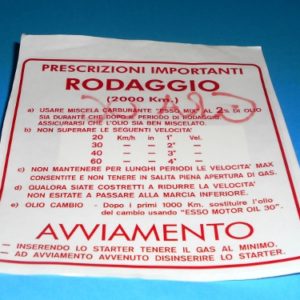 PRESCRIZIONI IMPORTANTI
RODAGGIO
(2000 Km.)
a) USARE MISCELA CARBURANTE "ESSO MIX" AL 2% DI OLIO
SIA DURANTE CHE DOPO IL PERIODO DI RODAGGIO.
ASSICURARSI CHE L'OLIO SIA BEN MISCELATO.
b) NON SUPERARE LE SEGUENTI VELOCITA'
20 Km/h in 1ª Vel.
30 — — 2ª —
40 — — 3ª —
60 — — 4ª —
c) NON MANTENERE PER LUNGHI PERIODI LE VELOCITA' MAX
CONSENTITE E NON TENERE IN SALITA PIENA APERTURA DI GAS.
d) QUALORA SIATE COSTRETTI A RIDURRE LA VELOCITA'
NON ESITATE A PASSARE ALLA MARCIA INFERIORE.
e) OLIO CAMBIO - Dopo i primi 1000 Km. sostituire l'olio
del cambio usando "ESSO MOTOR OIL 30".
AVVIAMENTO
— INSERENDO LO STARTER TENERE IL GAS AL MINIMO.
— AD AVVIAMENTO AVVENUTO DISINSERIRE LO STARTER.